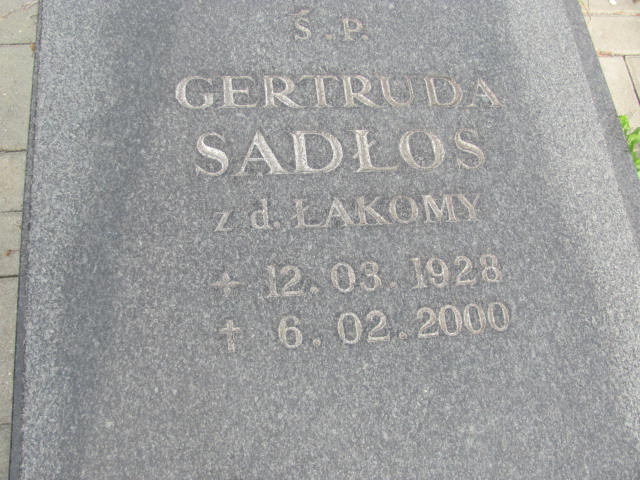 Ś.P.
GERTRUDA
SADŁOS
z d. ŁAKOMY
+ 12.03.1928
† 6.02.2000